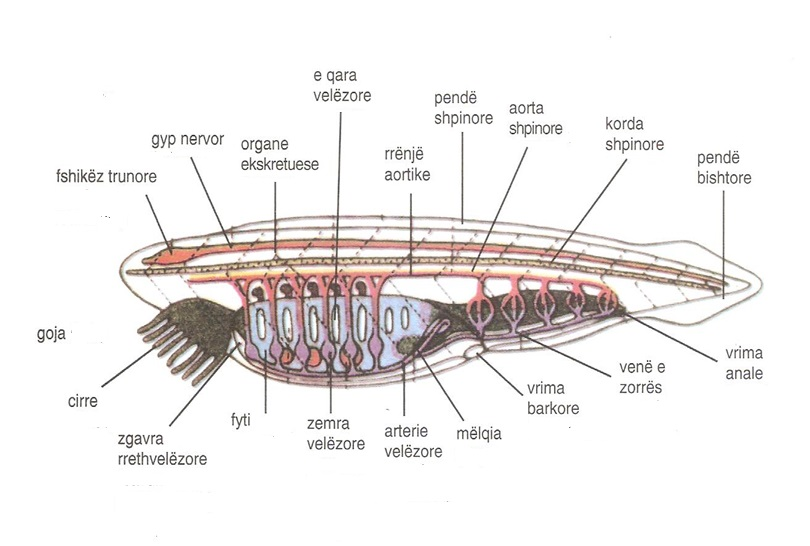 e qara
velëzore
pendë
shpinore
aorta
shpinore
korda
shpinore
gyp nervor
organe
ekskretuese
rrënjë
aortike
pendë
bishtore
fshikëz trunore
goja
cirre
zgavra
rrethvelëzore
fyti
zemra
velëzore
arterie
velëzore
mëlqia
vrima
barkore
venë e
zorrës
vrima
anale